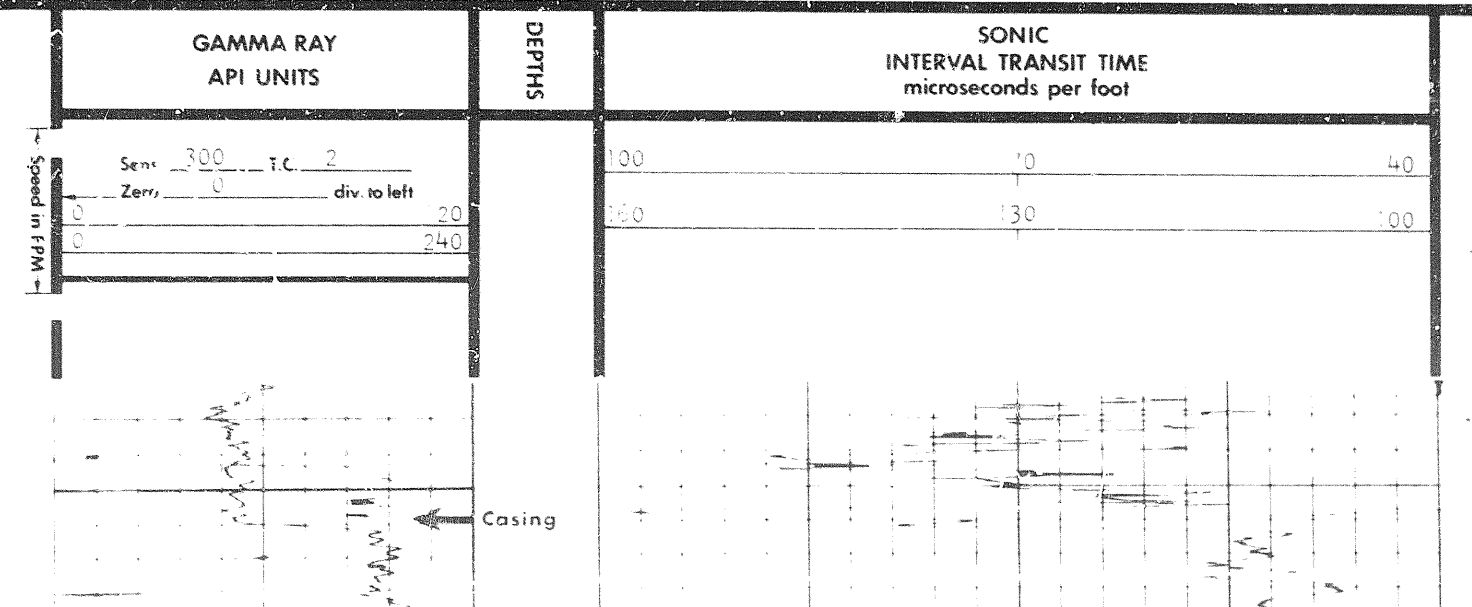 GAMMA RAY
API UNITS
DEPTHS
SONIC
INTERVAL TRANSIT TIME
microseconds per foot
Speed in FPM
Sens 300 T.C. 2
Zero 0 div. to left
0 20
0 240
100 70 40
160 130 100
Casing